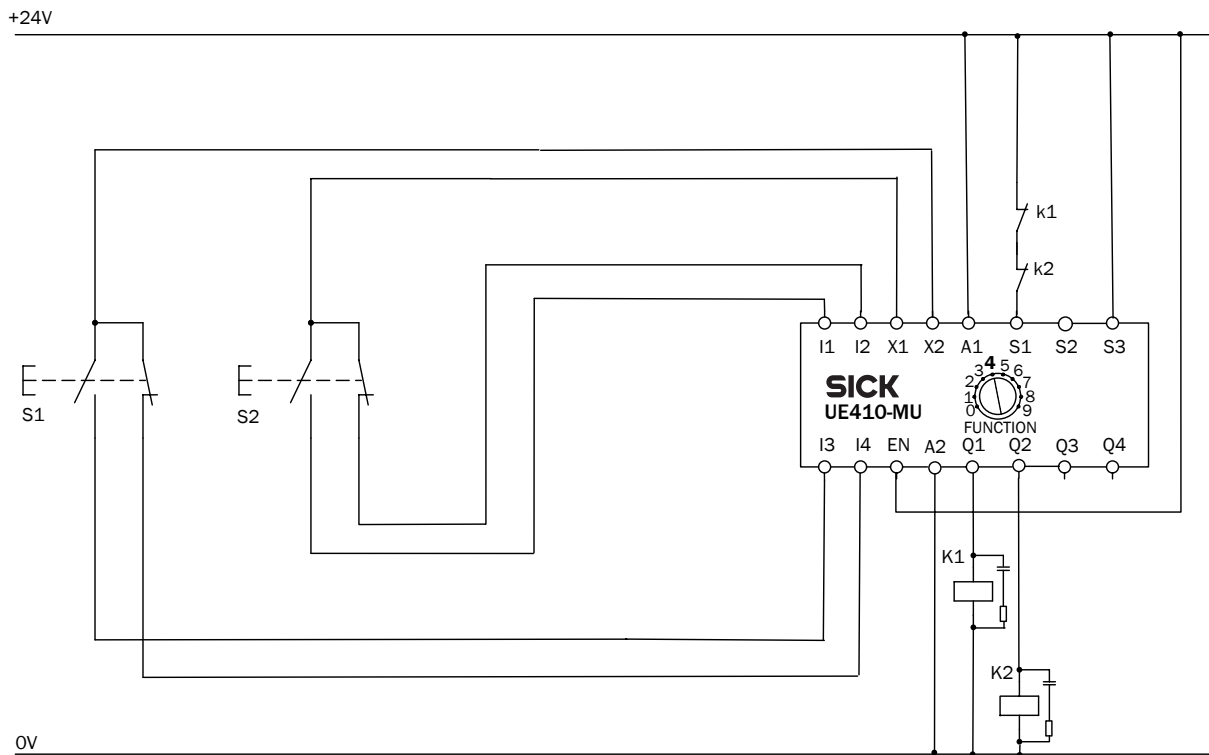 +24V
k1
k2
I1 I2 X1 X2 A1 S1 S2 S3
SICK
UE410-MU
0 1 2 3 4 5 6 7 8 9
FUNCTION
I3 I4 EN A2 Q1 Q2 Q3 Q4
S1
S2
K1
K2
0V